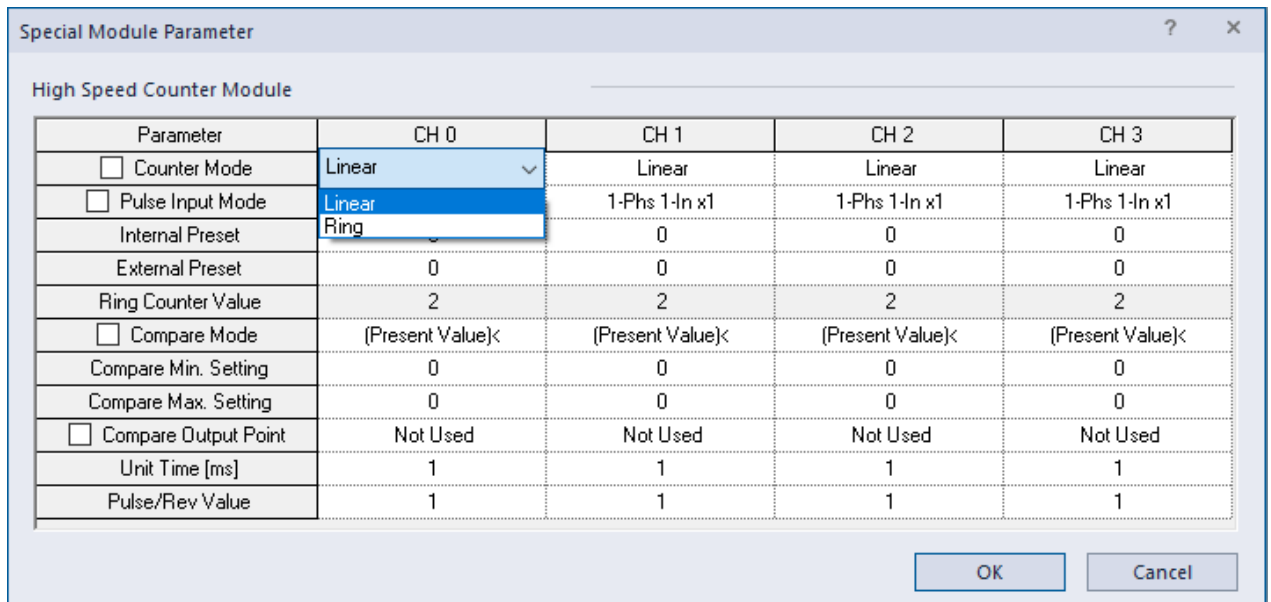 Special Module Parameter ? ×
High Speed Counter Module
Parameter CH 0 CH 1 CH 2 CH 3
Counter Mode Linear Linear Linear Linear
Pulse Input Mode Linear 1-Phs 1-In x1 1-Phs 1-In x1 1-Phs 1-In x1
Ring
Internal Preset 0 0 0
External Preset 0 0 0 0
Ring Counter Value 2 2 2 2
Compare Mode (Present Value)< (Present Value)< (Present Value)< (Present Value)<
Compare Min. Setting 0 0 0 0
Compare Max. Setting 0 0 0 0
Compare Output Point Not Used Not Used Not Used Not Used
Unit Time [ms] 1 1 1 1
Pulse/Rev Value 1 1 1 1
OK Cancel